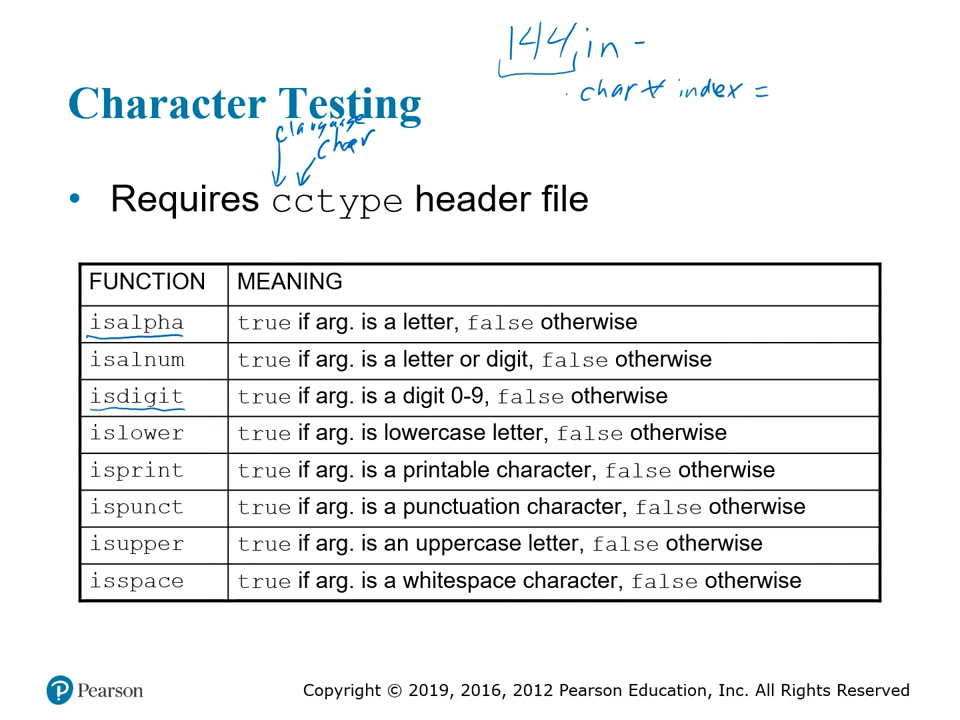 144,in -
char* index =
Character Testing
c language
char
• Requires cctype header file
FUNCTION MEANING
isalpha true if arg. is a letter, false otherwise
isalnum true if arg. is a letter or digit, false otherwise
isdigit true if arg. is a digit 0-9, false otherwise
islower true if arg. is lowercase letter, false otherwise
isprint true if arg. is a printable character, false otherwise
ispunct true if arg. is a punctuation character, false otherwise
isupper true if arg. is an uppercase letter, false otherwise
isspace true if arg. is a whitespace character, false otherwise
P Pearson
Copyright © 2019, 2016, 2012 Pearson Education, Inc. All Rights Reserved